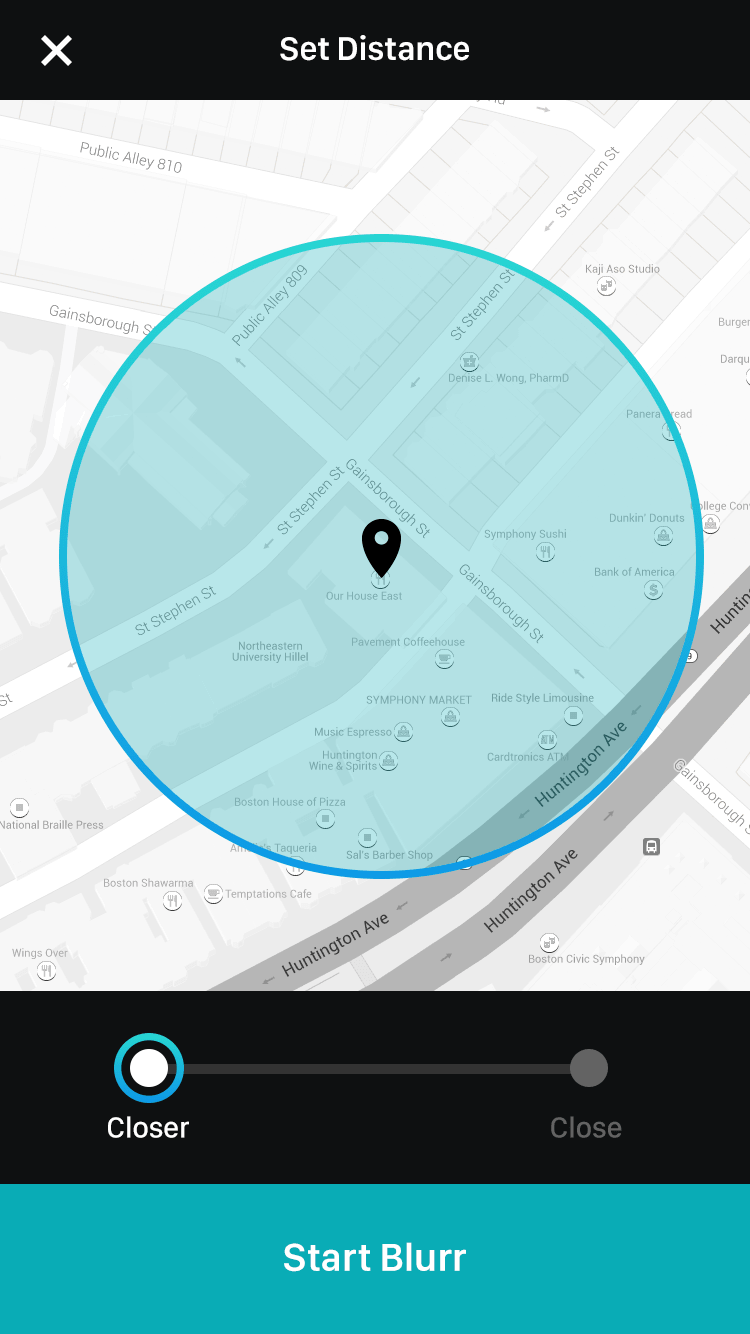 Set Distance
Public Alley 810
St Stephen St
Kaji Aso Studio
Public Alley 809
St Stephen St
Gainsborough S
Burger
Darqu
Denise L. Wong, PharmD
Panera Bread
Gainsborough St
St Stephen St
College Con
Dunkin' Donuts
Symphony Sushi
Bank of America
Gainsborough St
Our House East
Huntin
St Stephen St
Pavement Coffeehouse
Northeastern
University Hillel
9
St
SYMPHONY MARKET
Ride Style Limousine
Music Espresso
Huntington
Wine & Spirits
Cardtronics ATM
Huntington Ave
Gainsborough S
Boston House of Pizza
National Braille Press
Amelia's Taqueria
Sal's Barber Shop
Boston Shawarma
Temptations Cafe
Huntington Ave
Huntington Ave
Wings Over
Boston Civic Symphony
Closer
Close
Start Blurr